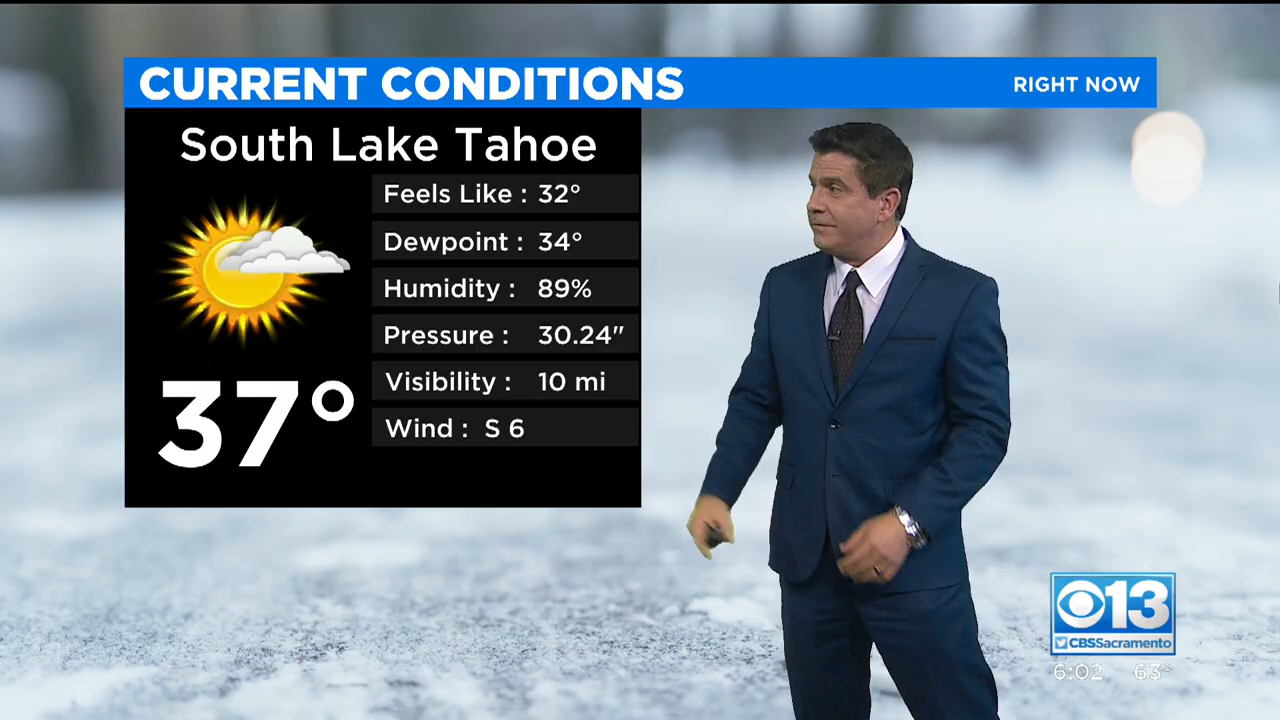 CURRENT CONDITIONS
RIGHT NOW
South Lake Tahoe
37°
Feels Like : 32°
Dewpoint : 34°
Humidity : 89%
Pressure : 30.24"
Visibility : 10 mi
Wind : S 6
13
CBSSacramento
6:02 63°